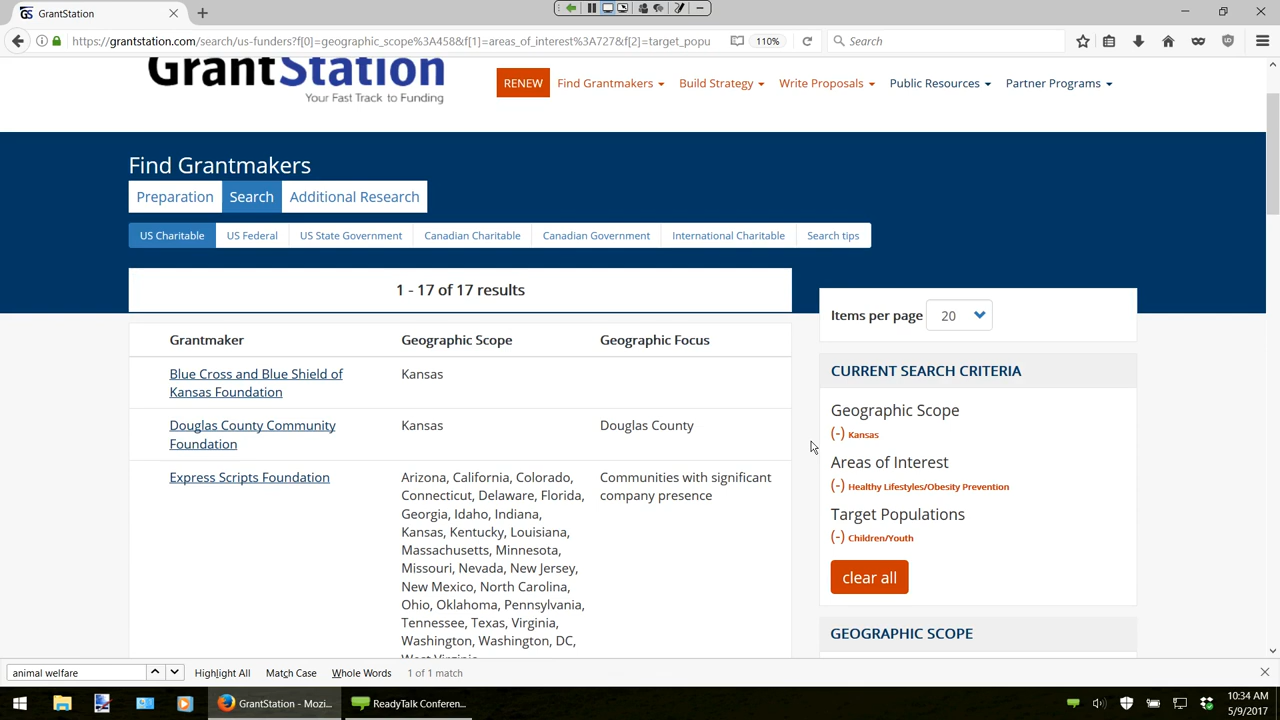 GrantStation
https://grantstation.com/search/us-funders?f[0]=geographic_scope%3A458&f[1]=areas_of_interest%3A727&f[2]=target_popu
110%
Search
GrantStation
Your Fast Track to Funding
RENEW
Find Grantmakers
Build Strategy
Write Proposals
Public Resources
Partner Programs
Find Grantmakers
Preparation
Search
Additional Research
US Charitable
US Federal
US State Government
Canadian Charitable
Canadian Government
International Charitable
Search tips
1 - 17 of 17 results
Items per page
20
Grantmaker
Geographic Scope
Geographic Focus
Blue Cross and Blue Shield of
Kansas Foundation
Kansas
Douglas County Community
Foundation
Kansas
Douglas County
Express Scripts Foundation
Arizona, California, Colorado,
Connecticut, Delaware, Florida,
Georgia, Idaho, Indiana,
Kansas, Kentucky, Louisiana,
Massachusetts, Minnesota,
Missouri, Nevada, New Jersey,
New Mexico, North Carolina,
Ohio, Oklahoma, Pennsylvania,
Tennessee, Texas, Virginia,
Washington, Washington, DC,
West Virginia
Communities with significant
company presence
CURRENT SEARCH CRITERIA
Geographic Scope
(-) Kansas
Areas of Interest
(-) Healthy Lifestyles/Obesity Prevention
Target Populations
(-) Children/Youth
clear all
GEOGRAPHIC SCOPE
animal welfare
Highlight All
Match Case
Whole Words
1 of 1 match
GrantStation - Mozi...
ReadyTalk Conferen...
10:34 AM
5/9/2017